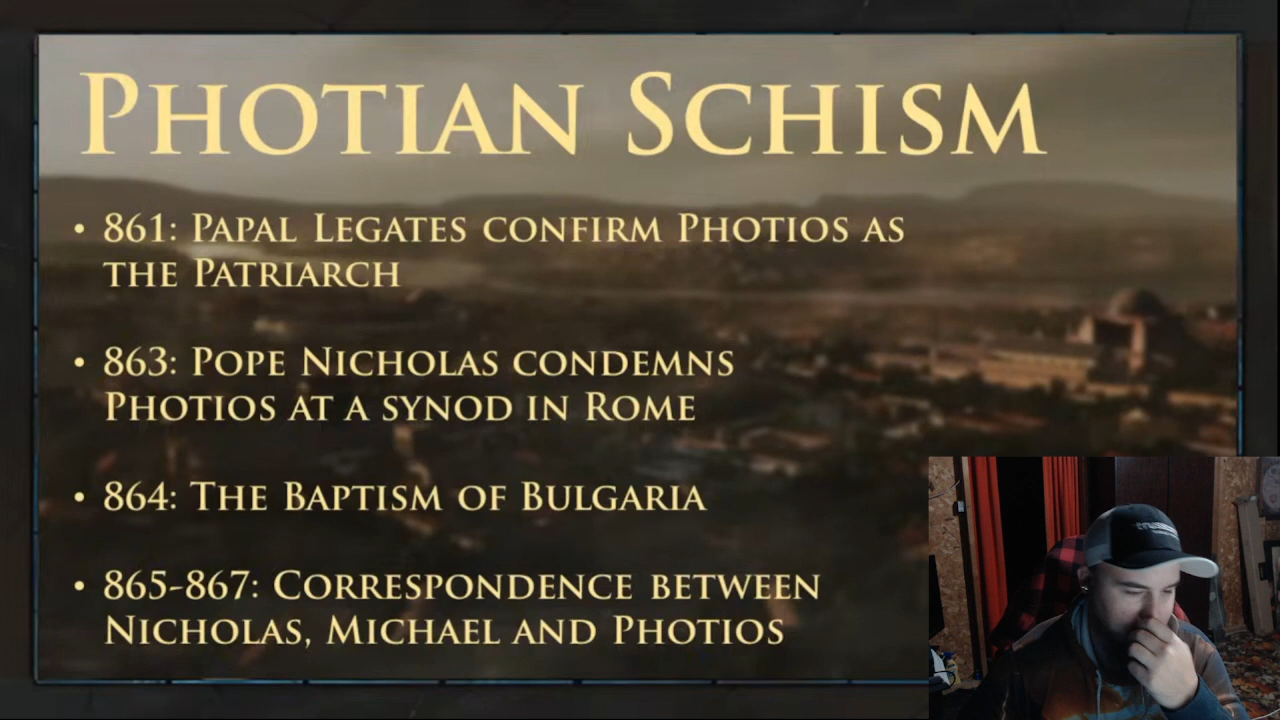 PHOTIAN SCHISM
• 861: PAPAL LEGATES CONFIRM PHOTIOS AS
THE PATRIARCH
• 863: POPE NICHOLAS CONDEMNS
PHOTIOS AT A SYNOD IN ROME
• 864: THE BAPTISM OF BULGARIA
• 865-867: CORRESPONDENCE BETWEEN
NICHOLAS, MICHAEL AND PHOTIOS